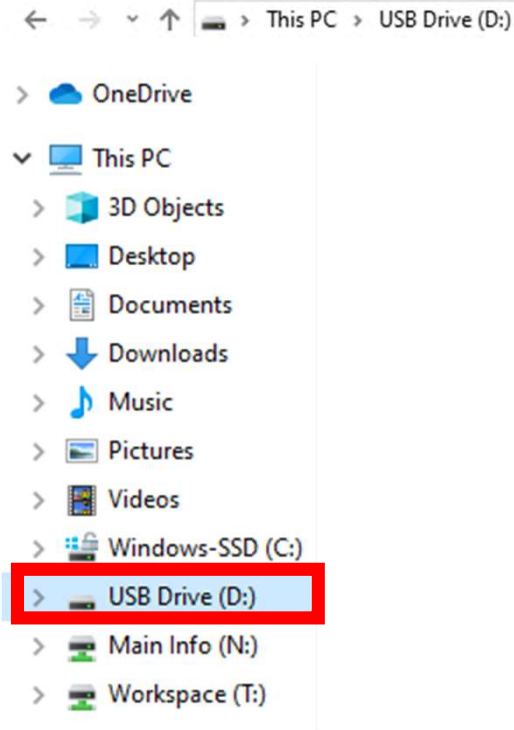 This PC > USB Drive (D:)
OneDrive
This PC
3D Objects
Desktop
Documents
Downloads
Music
Pictures
Videos
Windows-SSD (C:)
USB Drive (D:)
Main Info (N:)
Workspace (T:)